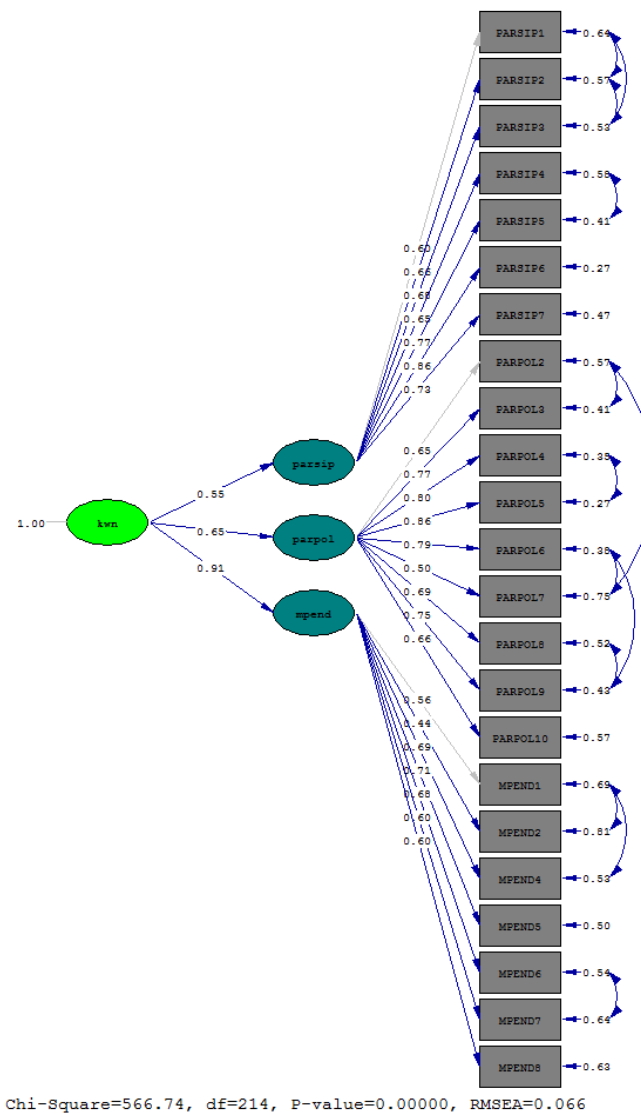 1.00
kwn
0.55
0.65
0.91
parsip
parpol
mpend
0.60
0.66
0.68
0.65
0.77
0.86
0.73
0.65
0.77
0.80
0.86
0.79
0.50
0.69
0.75
0.66
0.56
0.44
0.69
0.71
0.68
0.60
0.60
PARSIP1 0.64
PARSIP2 0.57
PARSIP3 0.53
PARSIP4 0.58
PARSIP5 0.41
PARSIP6 0.27
PARSIP7 0.47
PARPOL2 0.57
PARPOL3 0.41
PARPOL4 0.35
PARPOL5 0.27
PARPOL6 0.38
PARPOL7 0.75
PARPOL8 0.52
PARPOL9 0.43
PARPOL10 0.57
MPEND1 0.69
MPEND2 0.81
MPEND4 0.53
MPEND5 0.50
MPEND6 0.54
MPEND7 0.64
MPEND8 0.63
Chi-Square=566.74, df=214, P-value=0.00000, RMSEA=0.066